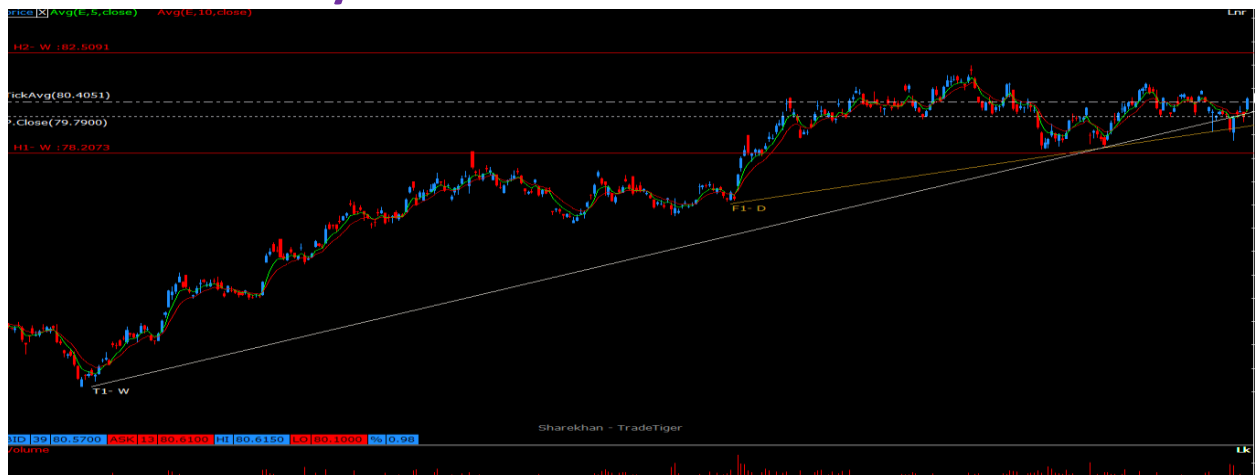 price X Avg(E,5,close) Avg(E,10,close) Lnr
H2- W :82.5091
TickAvg(80.4051)
P.Close(79.7900)
H1- W :78.2073
F1- D
T1- W
Sharekhan - TradeTiger
BID 39 80.5700 ASK 13 80.6100 HI 80.6150 LO 80.1000 % 0.98
Volume Lk